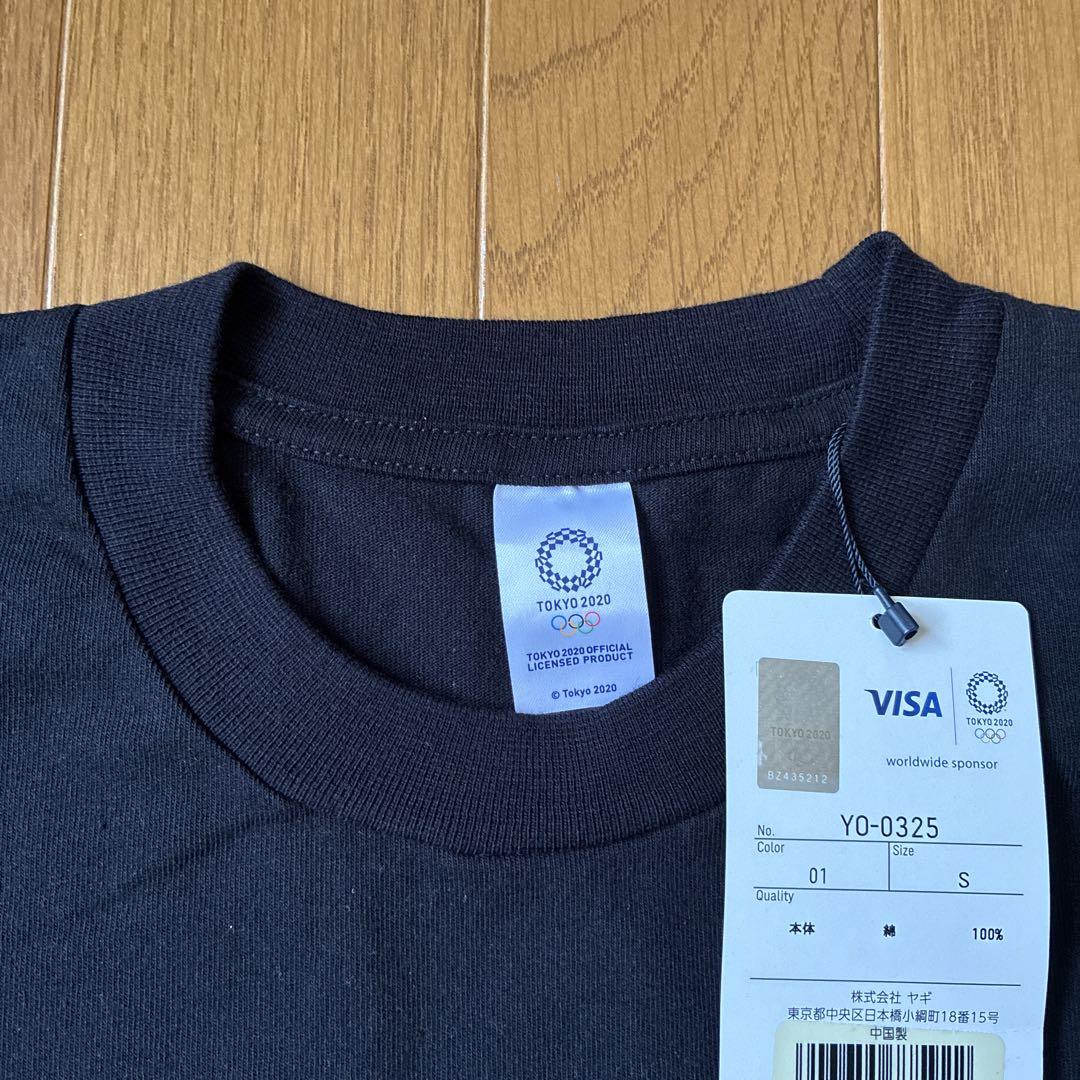 TOKYO 2020
TOKYO 2020 OFFICIAL
LICENSED PRODUCT
© Tokyo 2020
TOKYO 2020
BZ435212
VISA
TOKYO 2020
worldwide sponsor
No. YO-0325
Color Size
01 S
Quality
本体 綿 100%
株式会社 ヤギ
東京都中央区日本橋小網町18番15号
中国製